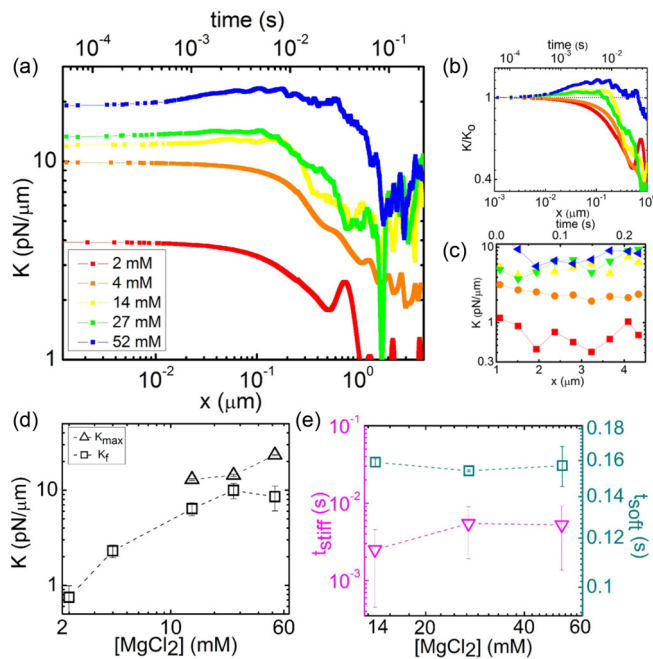 time (s)
10⁻⁴ 10⁻³ 10⁻² 10⁻¹
(a)
K (pN/μm)
10
1
2 mM
4 mM
14 mM
27 mM
52 mM
10⁻² 10⁻¹ 10⁰
x (μm)
(b)
time (s)
10⁻⁴ 10⁻³ 10⁻²
K/K₀
1
0.4
10⁻³ 10⁻² 10⁻¹ 10⁰
x (μm)
(c)
time (s)
0.0 0.1 0.2
K (pN/μm)
10
1
0.3
1 2 3 4
x (μm)
(d)
K_max
K_f
K (pN/μm)
10
1
2 10 60
[MgCl2] (mM)
(e)
t_stiff (s)
10⁻¹
10⁻²
10⁻³
t_soft (s)
0.18
0.16
0.14
0.12
0.1
14 20 40 60
[MgCl2] (mM)